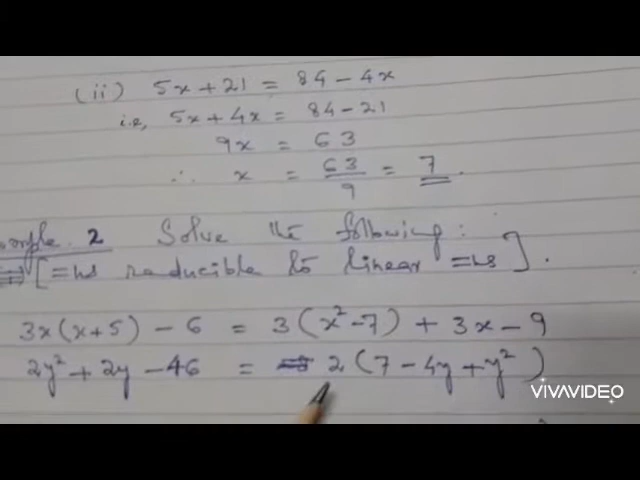 (ii) 5x + 21 = 84 - 4x
i.e, 5x + 4x = 84 - 21
9x = 63
∴ x = 63/9 = 7.
2 Solve the following :
[=ns reducible to linear =ns].
3x(x+5) - 6 = 3(x² - 7) + 3x - 9
2y² + 2y - 46 = 2(7 - 4y + y²)
VIVAVIDEO